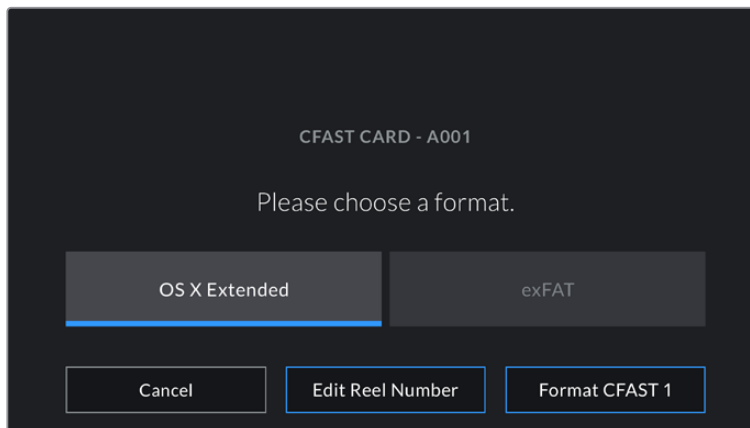 CFAST CARD - A001
Please choose a format.
OS X Extended
exFAT
Cancel
Edit Reel Number
Format CFAST 1